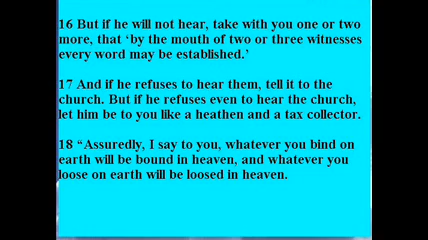 16 But if he will not hear, take with you one or two
more, that ‘by the mouth of two or three witnesses
every word may be established.’
17 And if he refuses to hear them, tell it to the
church. But if he refuses even to hear the church,
let him be to you like a heathen and a tax collector.
18 “Assuredly, I say to you, whatever you bind on
earth will be bound in heaven, and whatever you
loose on earth will be loosed in heaven.